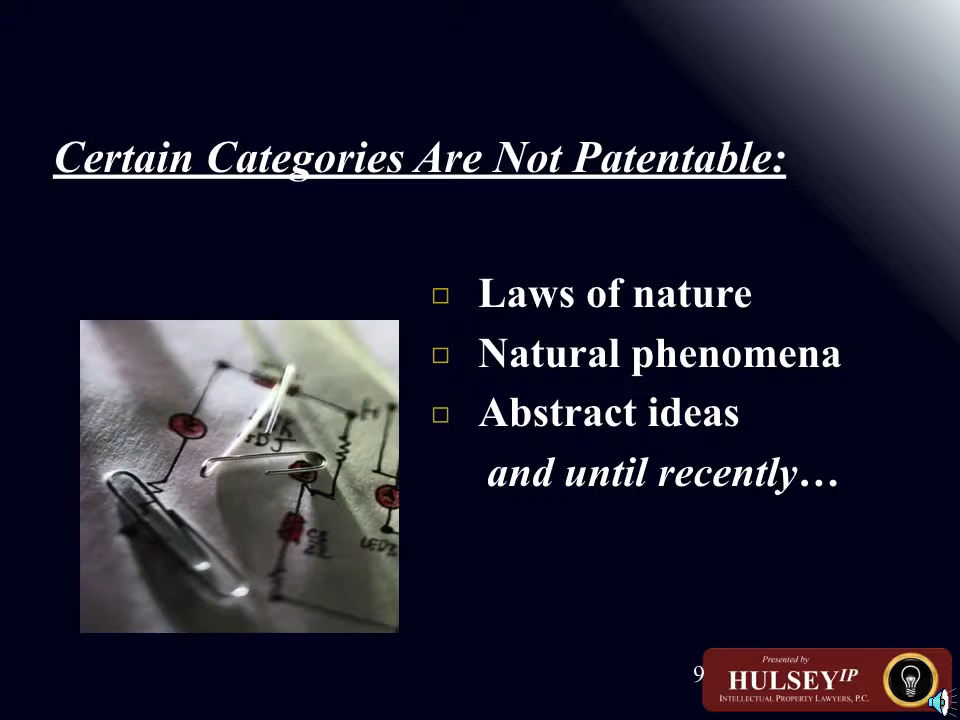 Certain Categories Are Not Patentable:
Laws of nature
Natural phenomena
Abstract ideas
and until recently…
LED2
9
Presented by
HULSEY IP
INTELLECTUAL PROPERTY LAWYERS, P.C.